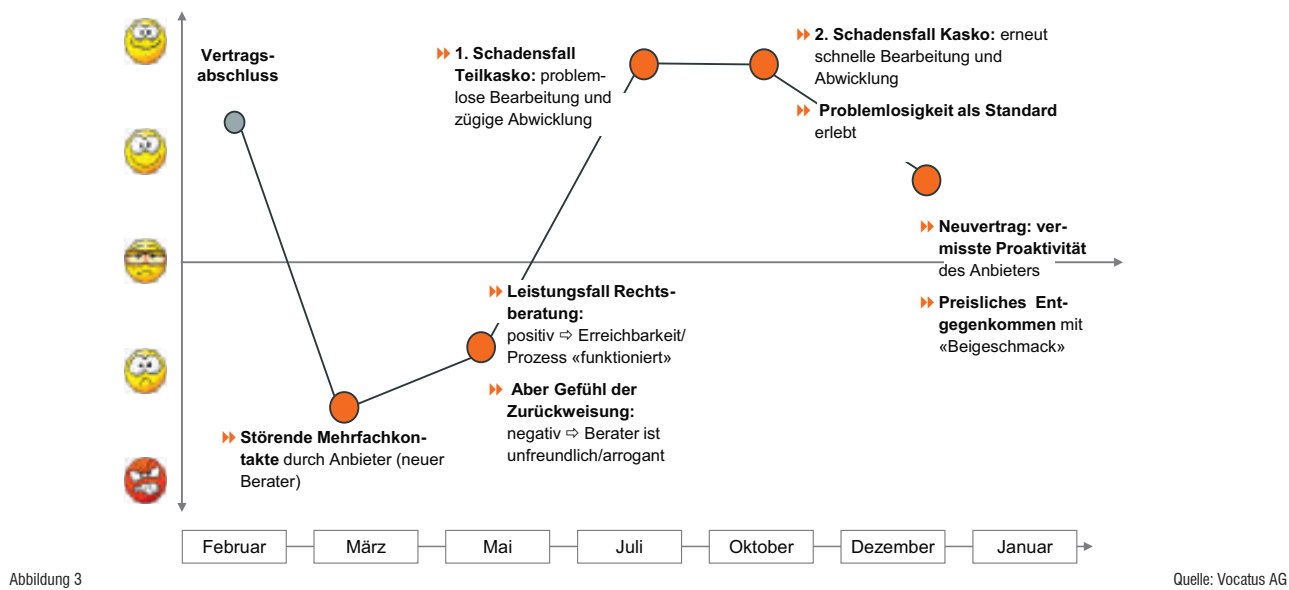 Vertrags-
abschluss
1. Schadensfall
Teilkasko: problem-
lose Bearbeitung und
zügige Abwicklung
2. Schadensfall Kasko: erneut
schnelle Bearbeitung und
Abwicklung
Problemlosigkeit als Standard
erlebt
Neuvertrag: ver-
misste Proaktivität
des Anbieters
Preisliches Ent-
gegenkommen mit
«Beigeschmack»
Leistungsfall Rechts-
beratung:
positiv ⇨ Erreichbarkeit/
Prozess «funktioniert»
Aber Gefühl der
Zurückweisung:
negativ ⇨ Berater ist
unfreundlich/arrogant
Störende Mehrfachkon-
takte durch Anbieter (neuer
Berater)
Februar
März
Mai
Juli
Oktober
Dezember
Januar
Abbildung 3
Quelle: Vocatus AG